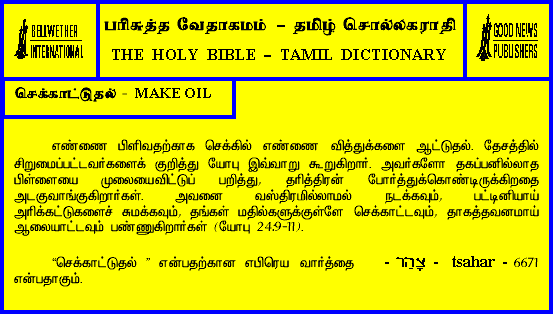 BELLWETHER
INTERNATIONAL
பரிசுத்த வேதாகமம் – தமிழ் சொல்லகராதி
THE HOLY BIBLE – TAMIL DICTIONARY
GOOD NEWS
PUBLISHERS
செக்காட்டுதல் - MAKE OIL
எண்ணை பிளிவதற்காக செக்கில் எண்ணை வித்துக்களை ஆட்டுதல். தேசத்தில்
சிறுமைப்பட்டவர்களைக் குறித்து யோபு இவ்வாறு கூறுகிறார். அவர்களோ தகப்பனில்லாத
பிள்ளையை முலையைவிட்டுப் பறித்து, தரித்திரன் போர்த்துக்கொண்டிருக்கிறதை
அடகுவாங்குகிறார்கள். அவனை வஸ்திரமில்லாமல் நடக்கவும், பட்டினியாய்
அரிக்கட்டுகளைச் சுமக்கவும், தங்கள் மதில்களுக்குள்ளே செக்காட்டவும், தாகத்தவனமாய்
ஆலையாட்டவும் பண்ணுகிறார்கள் (யோபு 24:9-11).
“செக்காட்டுதல் ” என்பதற்கான எபிரெய வார்த்தை - צָהַר - tsahar - 6671
என்பதாகும்.